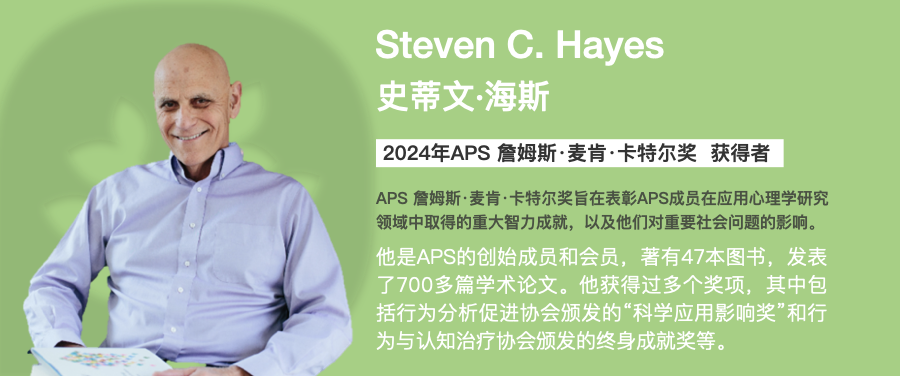 Steven C. Hayes
史蒂文·海斯
2024年APS 詹姆斯·麦肯·卡特尔奖 获得者
APS 詹姆斯·麦肯·卡特尔奖旨在表彰APS成员在应用心理学研究
领域中取得的重大智力成就，以及他们对重要社会问题的影响。
他是APS的创始成员和会员，著有47本图书，发表
了700多篇学术论文。他获得过多个奖项，其中包
括行为分析促进协会颁发的“科学应用影响奖”和行
为与认知治疗协会颁发的终身成就奖等。